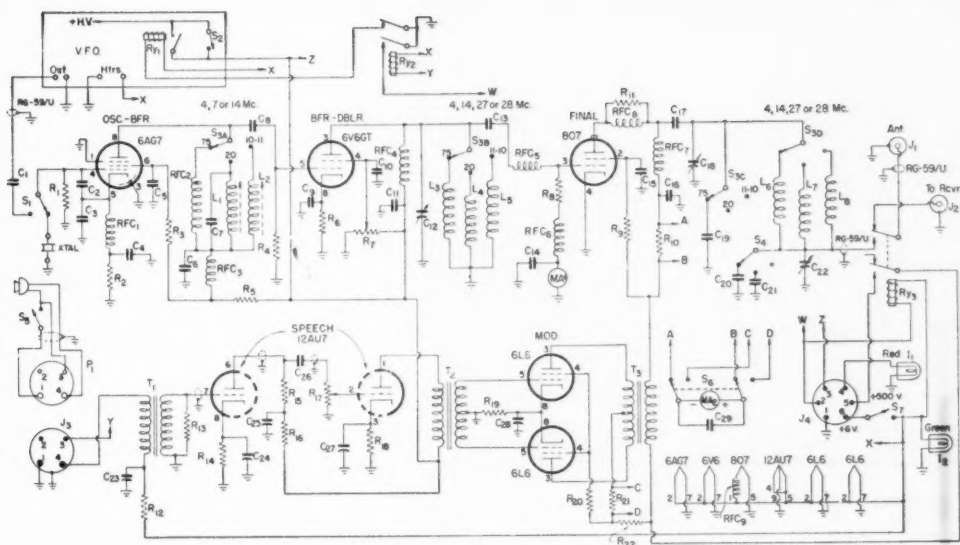 +H.V.
S2
Ry1
Z
V.F.O.
X
Out
Htrs.
X
Ry2
X
Y
W
RG-59/U
OSC-BFR
6AG7
4, 7 or 14 Mc.
S3A
75
20
10-11
C8
BFR-DBLR
6V6GT
4, 14, 27 or 28 Mc.
C13
FINAL
807
R11
RFC8
C17
4, 14, 27 or 28 Mc.
S3D
Ant.
J1
RG-59/U
To Rcvr.
J2
C1
S1
XTAL
R1
C2
C3
RFC1
C4
R2
C5
R3
RFC2
L1
C7
L2
C6
RFC3
R4
R5
C9
R6
RFC4
C10
C11
R7
C12
S3B
75
20
11-10
L3
L4
L5
RFC5
R8
RFC6
C14
MA1
R9
C15
RFC7
C16
R10
A
B
C18
S3C
75
20
11-10
C19
S4
C20
C21
L6
L7
L8
C22
RG-59/U
Ry3
S5
P1
SPEECH
12AU7
MOD
6L6
T1
R13
R14
C24
C25
R15
R16
C26
R17
C27
R18
T2
R19
C28
6L6
T3
R20
R21
C
D
R22
A
B
C
D
S6
MA2
C29
W
Z
J4
Red I1
+500 V
+6V
S7
X
Green
I2
J3
Y
C23
R12
6AG7
6V6
807
12AU7
6L6
6L6
RFC9